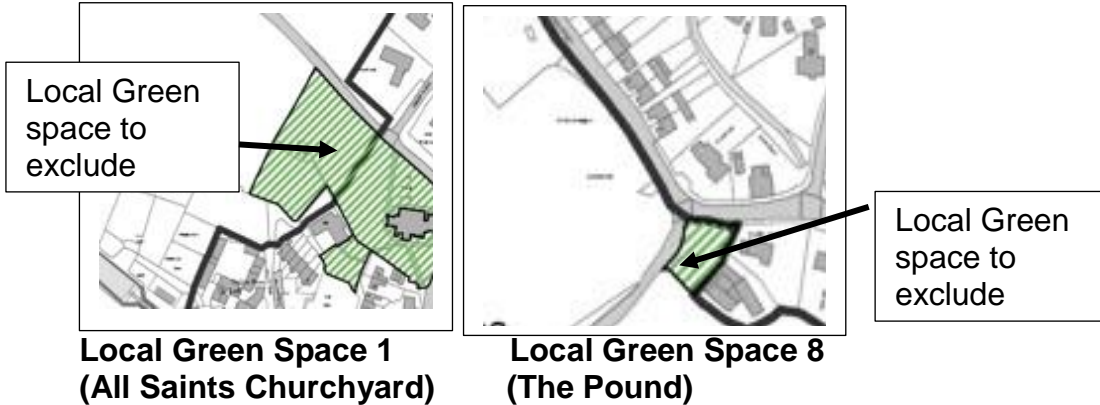 Local Green
space to
exclude
Local Green
space to
exclude
Local Green Space 1
(All Saints Churchyard)
Local Green Space 8
(The Pound)